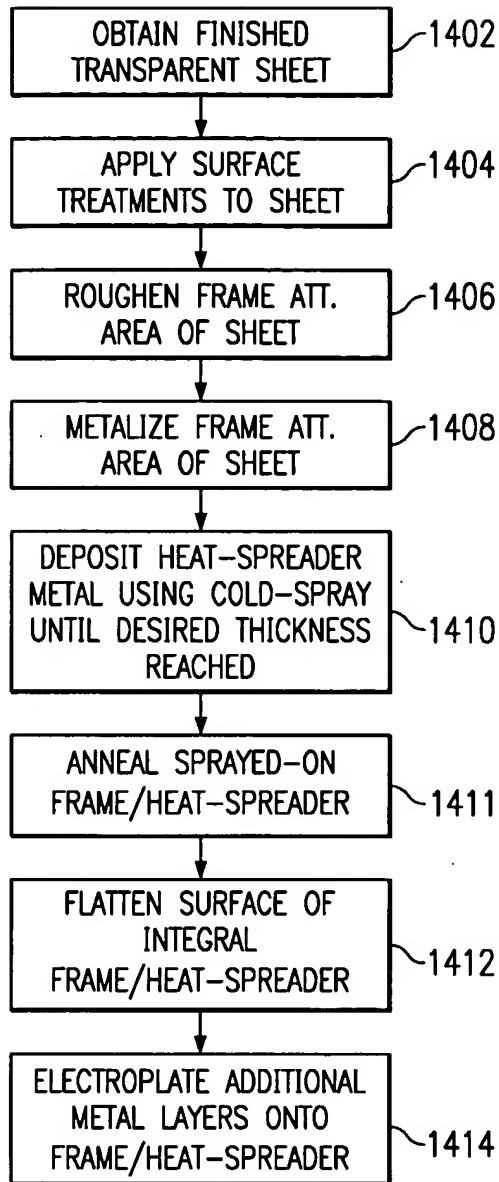 OBTAIN FINISHED
TRANSPARENT SHEET
1402
APPLY SURFACE
TREATMENTS TO SHEET
1404
ROUGHEN FRAME ATT.
AREA OF SHEET
1406
METALIZE FRAME ATT.
AREA OF SHEET
1408
DEPOSIT HEAT-SPREADER
METAL USING COLD-SPRAY
UNTIL DESIRED THICKNESS
REACHED
1410
ANNEAL SPRAYED-ON
FRAME/HEAT-SPREADER
1411
FLATTEN SURFACE OF
INTEGRAL
FRAME/HEAT-SPREADER
1412
ELECTROPLATE ADDITIONAL
METAL LAYERS ONTO
FRAME/HEAT-SPREADER
1414